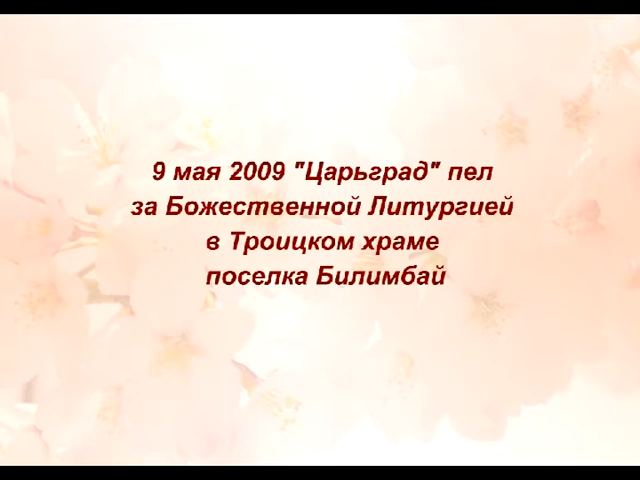 9 мая 2009 "Царьград" пел
за Божественной Литургией
в Троицком храме
поселка Билимбай